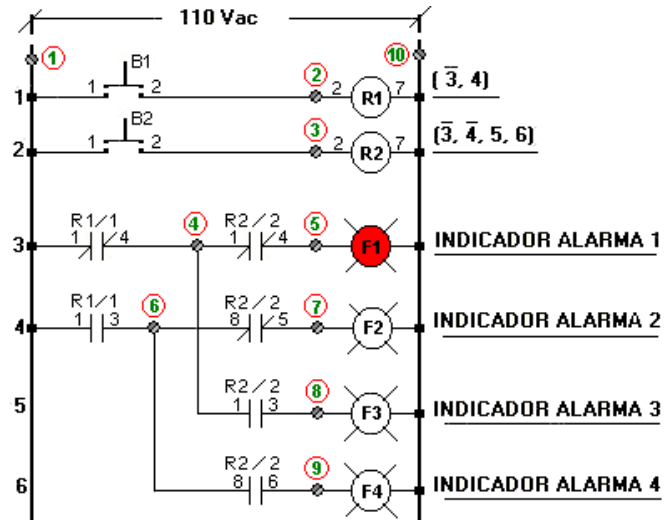 110 Vac
1 10
B1
1 1 2 2 2 R1 7 ( 3̅, 4)
B2
2 1 2 3 2 R2 7 (3̅, 4̅, 5, 6)
R1/1 4 R2/2 5
3 1 4 1 4 F1 INDICADOR ALARMA 1
R1/1 6 R2/2 7
4 1 3 8 5 F2 INDICADOR ALARMA 2
R2/2 8
5 1 3 F3 INDICADOR ALARMA 3
R2/2 9
6 8 6 F4 INDICADOR ALARMA 4